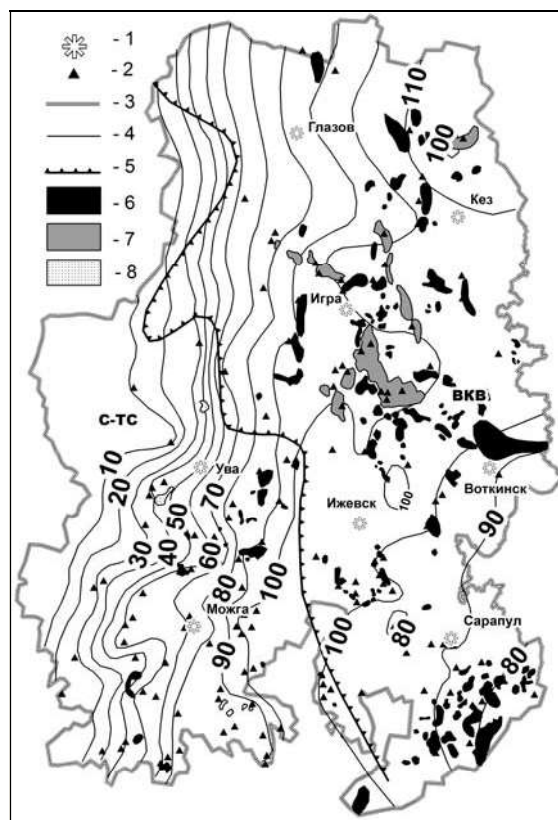 - 1
- 2
- 3
- 4
- 5
- 6
- 7
- 8
Глазов
110
100
Кез
Игра
ВКВ
С-ТС
10
20
30
40
50
60
70
80
90
100
Ува
Можга
Ижевск
100
Воткинск
90
100
80
Сарапул
80